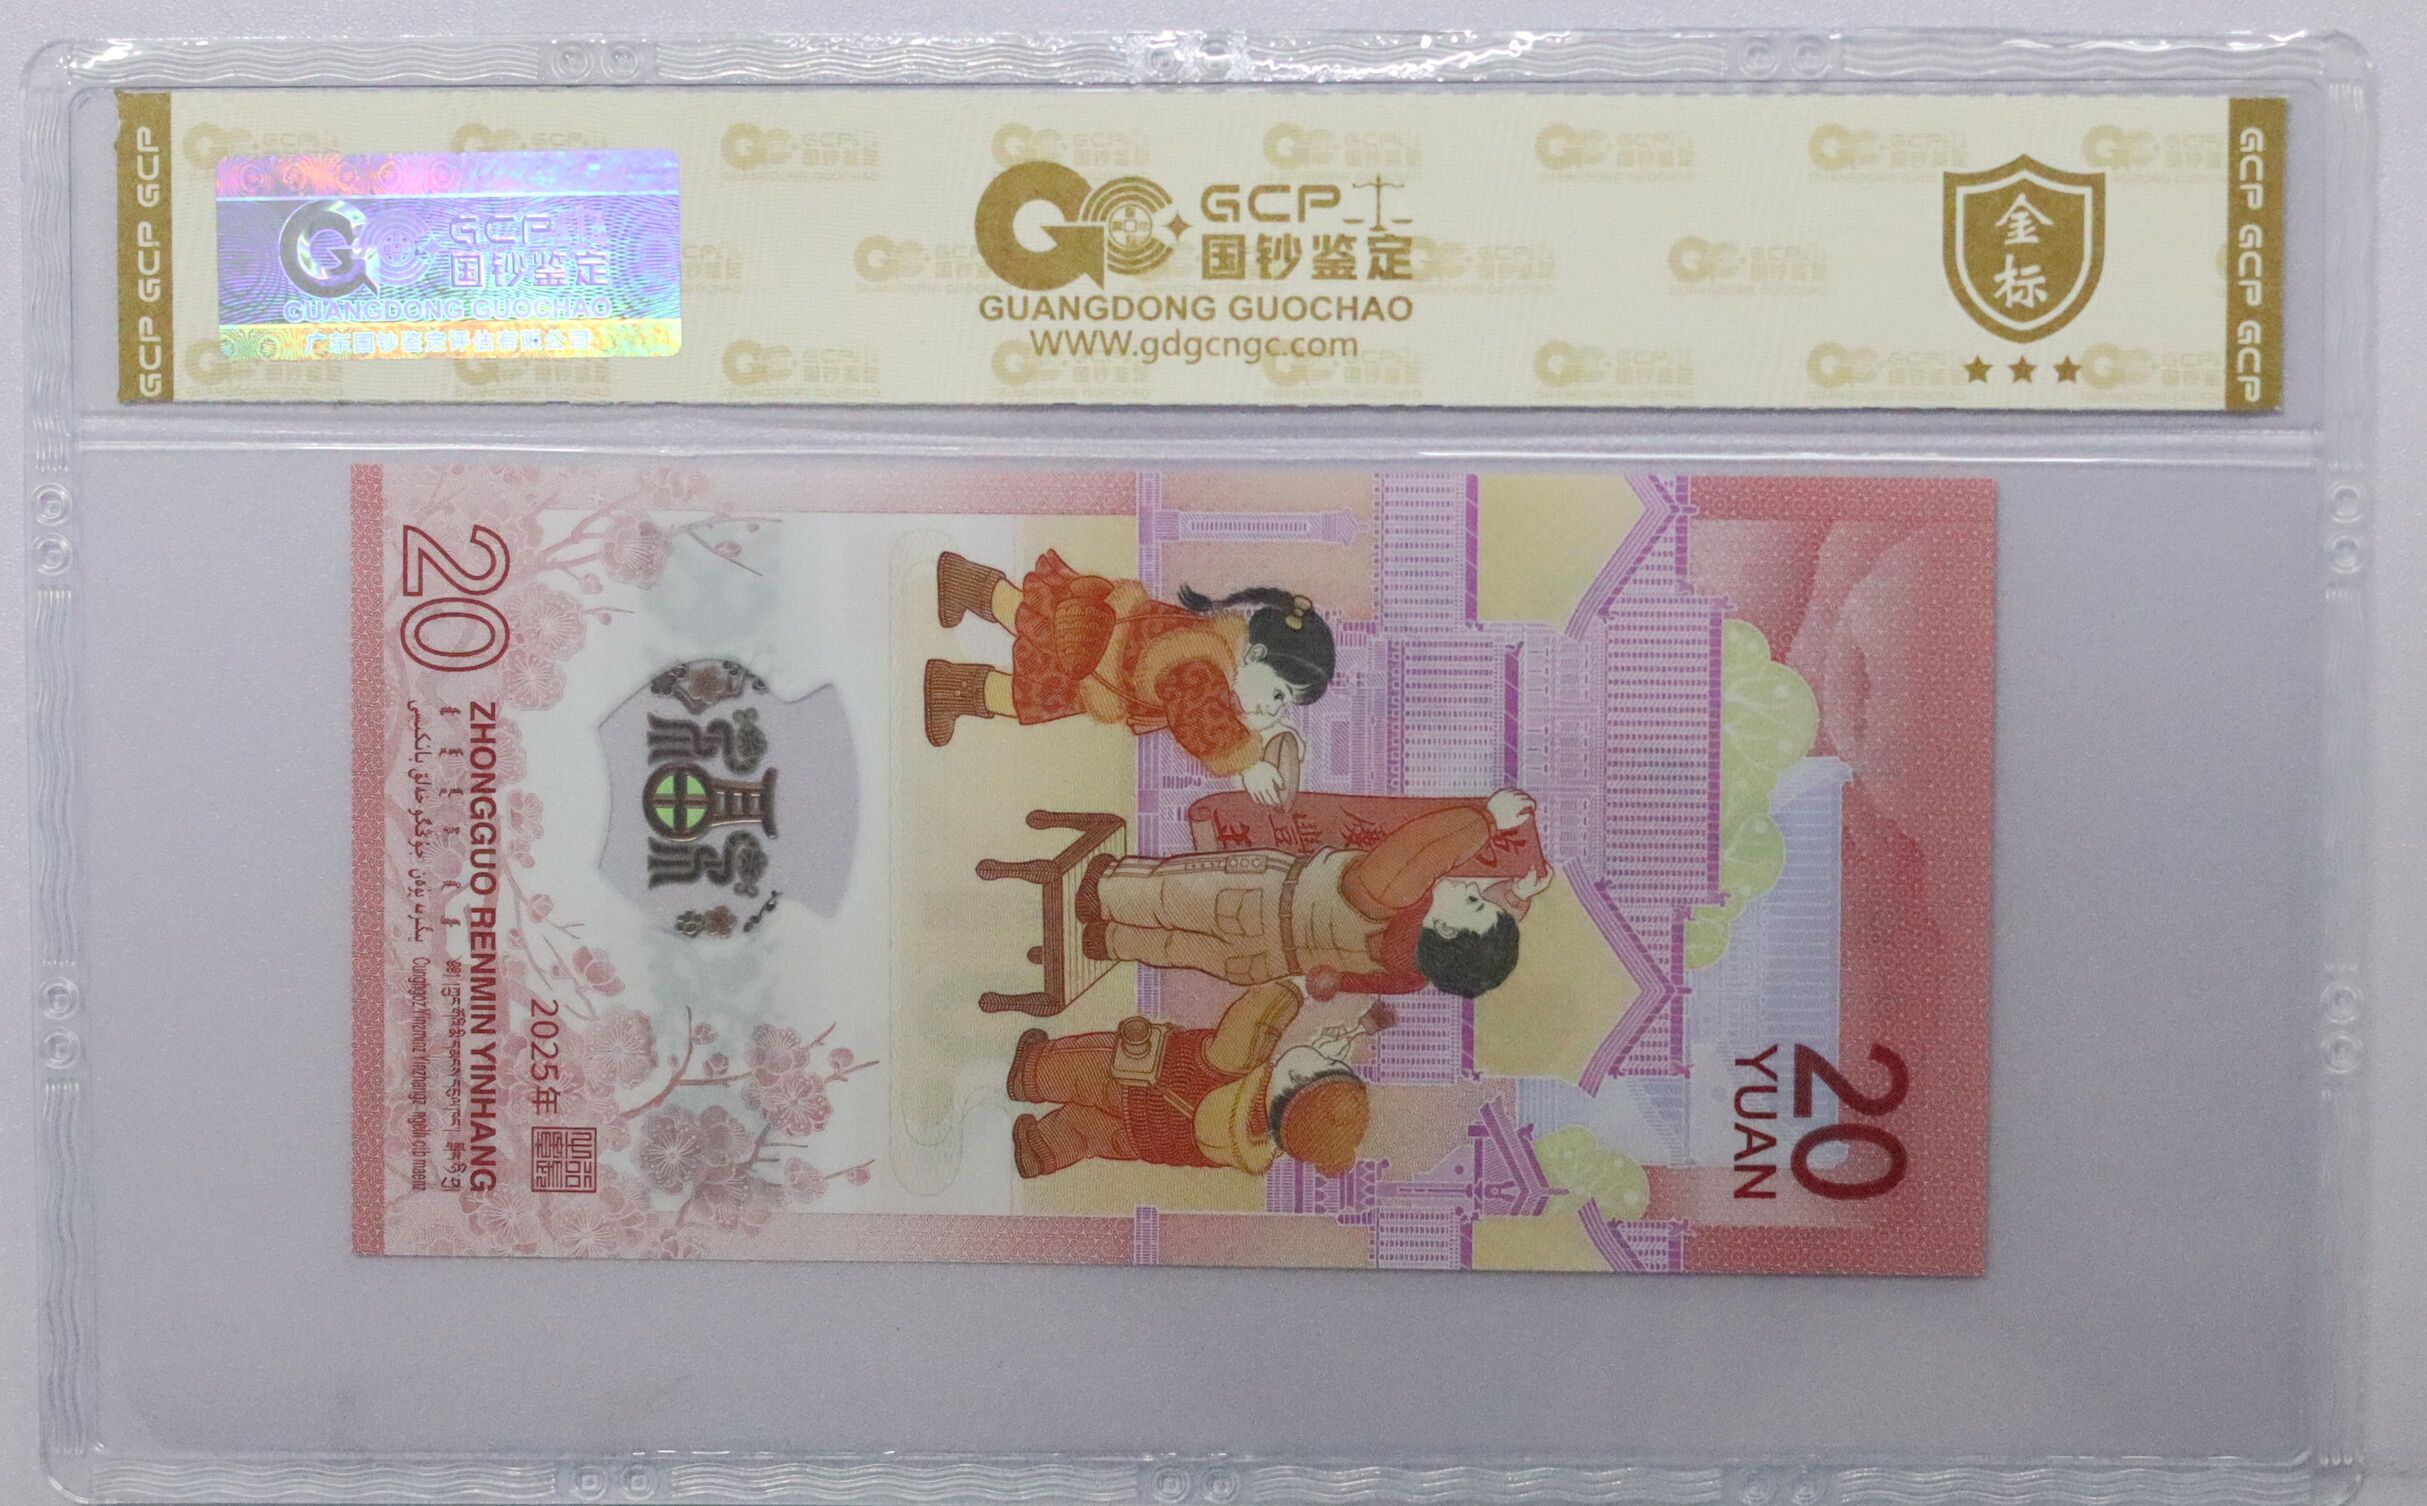 GCP GCP GCP
GCP 国钞鉴定
GUANGDONG GUOCHAO
广东国钞鉴定评估有限公司
GCP
国钞鉴定
GUANGDONG GUOCHAO
WWW.gdgcngc.com
金标
GCP GCP GCP
20
YUAN
2025年
ZHONGGUO RENMIN YINHANG
20